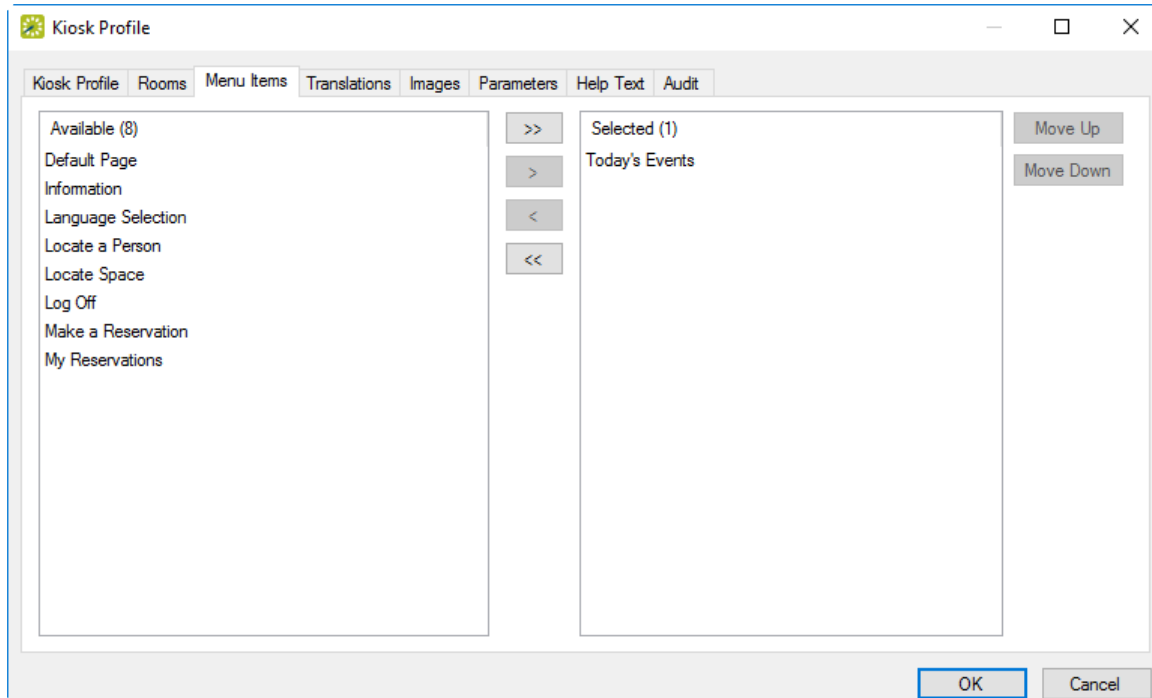 Kiosk Profile
Kiosk Profile Rooms Menu Items Translations Images Parameters Help Text Audit
Available (8)
Default Page
Information
Language Selection
Locate a Person
Locate Space
Log Off
Make a Reservation
My Reservations
>>
>
<
<<
Selected (1)
Today's Events
Move Up
Move Down
OK Cancel